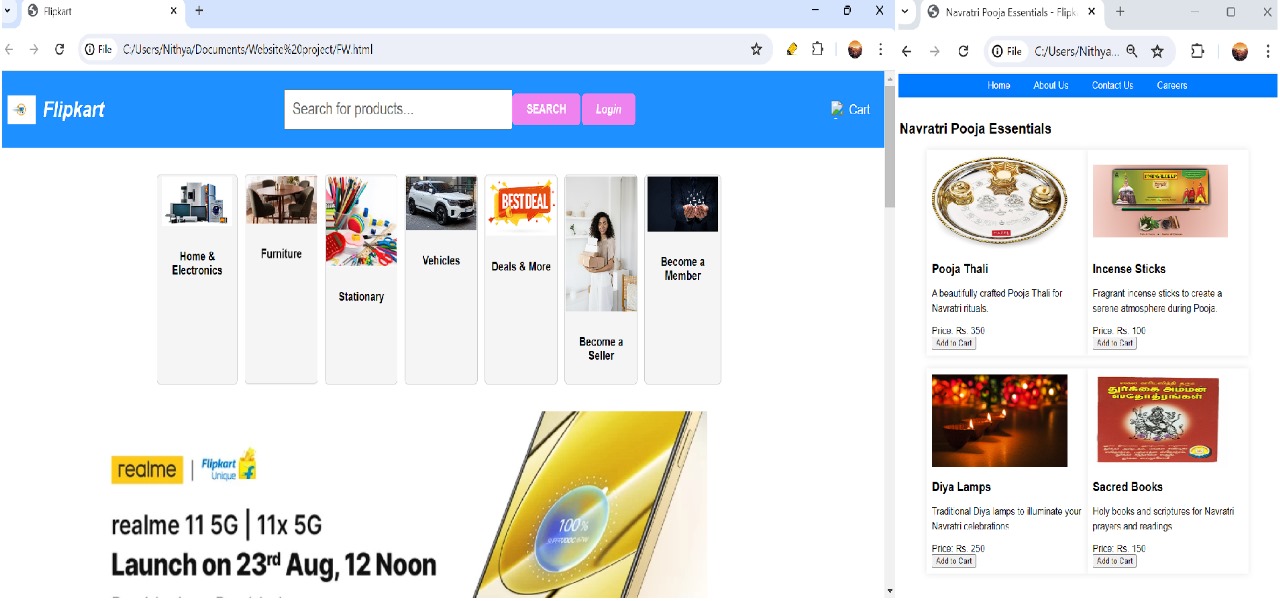 Flipkart
File
C:/Users/Nithya/Documents/Website%20project/FW.html
Flipkart
Search for products...
SEARCH
Login
Cart
Home &
Electronics
Furniture
Stationary
Vehicles
BEST DEAL
Deals & More
Become a
Seller
Become a
Member
realme | Flipkart
Unique
realme 11 5G | 11x 5G
Launch on 23rd Aug, 12 Noon
100%
Navratri Pooja Essentials - Flipk
File
C:/Users/Nithya...
Home
About Us
Contact Us
Careers
Navratri Pooja Essentials
Pooja Thali
A beautifully crafted Pooja Thali for
Navratri rituals.
Price: Rs. 350
Add to Cart
Incense Sticks
Fragrant incense sticks to create a
serene atmosphere during Pooja.
Price: Rs. 100
Add to Cart
Diya Lamps
Traditional Diya lamps to illuminate your
Navratri celebrations
Price: Rs. 250
Add to Cart
துர்க்கை அம்மன்
ஸ்தோத்ரங்கள்
Sacred Books
Holy books and scriptures for Navratri
prayers and readings
Price: Rs. 150
Add to Cart